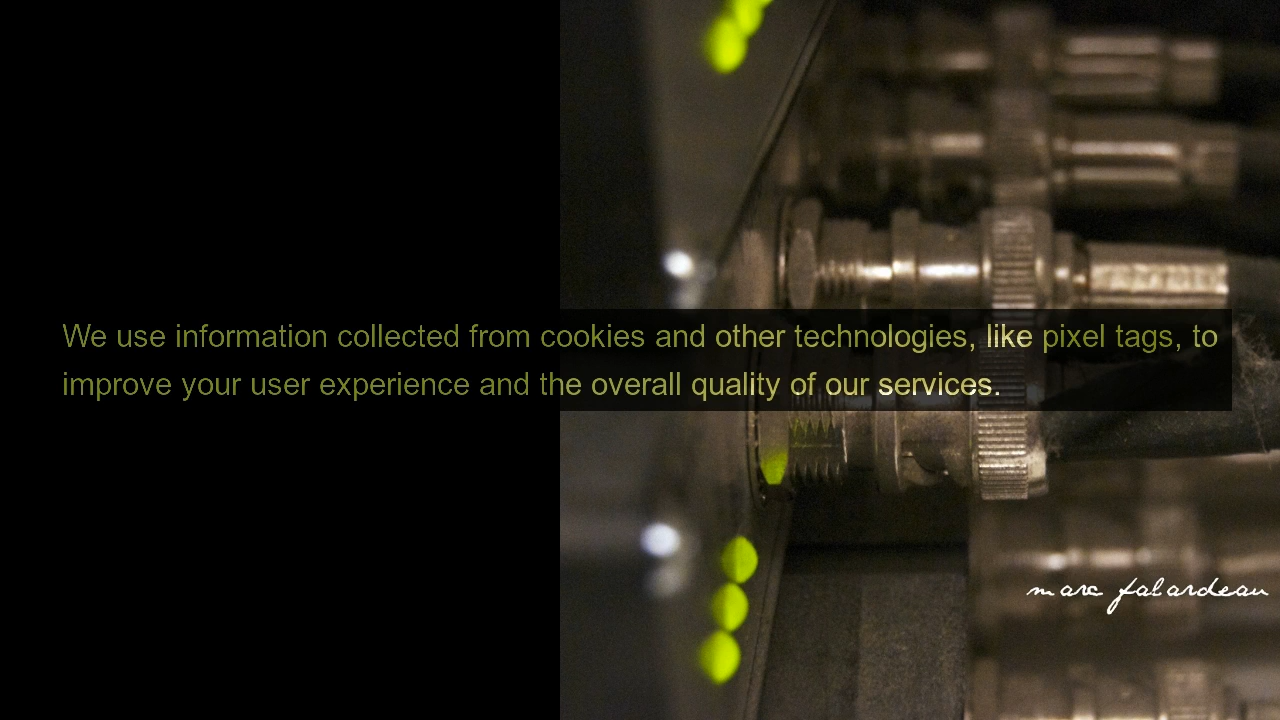 We use information collected from cookies and other technologies, like pixel tags, to
improve your user experience and the overall quality of our services.
marc falardeau